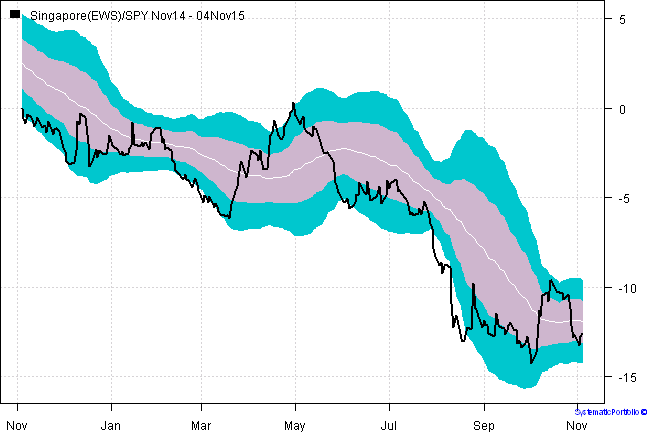 Singapore(EWS)/SPY Nov14 - 04Nov15
5
0
-5
-10
-15
Nov Jan Mar May Jul Sep Nov
SystematicPortfolio ©